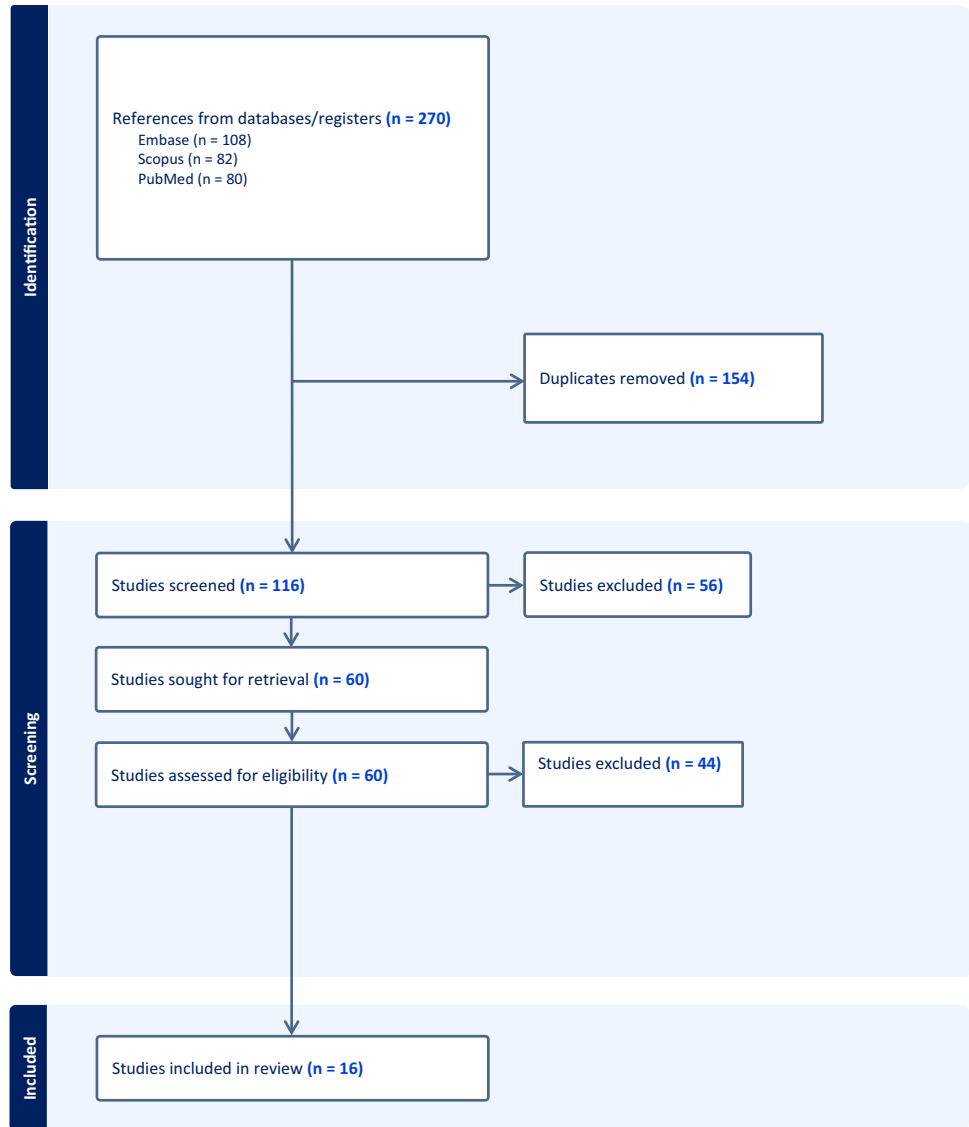 Identification
References from databases/registers (n = 270)
Embase (n = 108)
Scopus (n = 82)
PubMed (n = 80)
Duplicates removed (n = 154)
Screening
Studies screened (n = 116)
Studies excluded (n = 56)
Studies sought for retrieval (n = 60)
Studies assessed for eligibility (n = 60)
Studies excluded (n = 44)
Included
Studies included in review (n = 16)